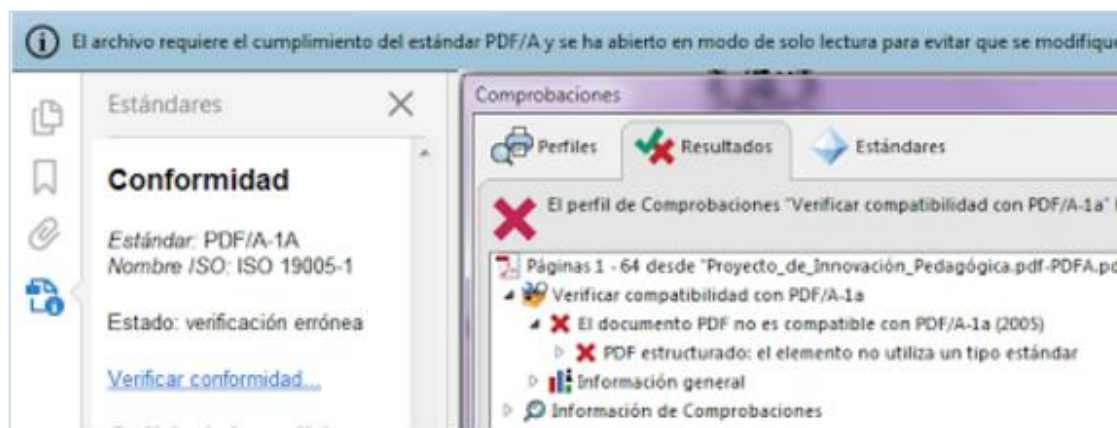 El archivo requiere el cumplimiento del estándar PDF/A y se ha abierto en modo de solo lectura para evitar que se modifique
Estándares
Conformidad
Estándar: PDF/A-1A
Nombre ISO: ISO 19005-1
Estado: verificación errónea
Verificar conformidad...
Comprobaciones
Perfiles
Resultados
Estándares
El perfil de Comprobaciones "Verificar compatibilidad con PDF/A-1a"
Páginas 1 - 64 desde "Proyecto_de_Innovación_Pedagógica.pdf-PDFA.pd
Verificar compatibilidad con PDF/A-1a
El documento PDF no es compatible con PDF/A-1a (2005)
PDF estructurado: el elemento no utiliza un tipo estándar
Información general
Información de Comprobaciones